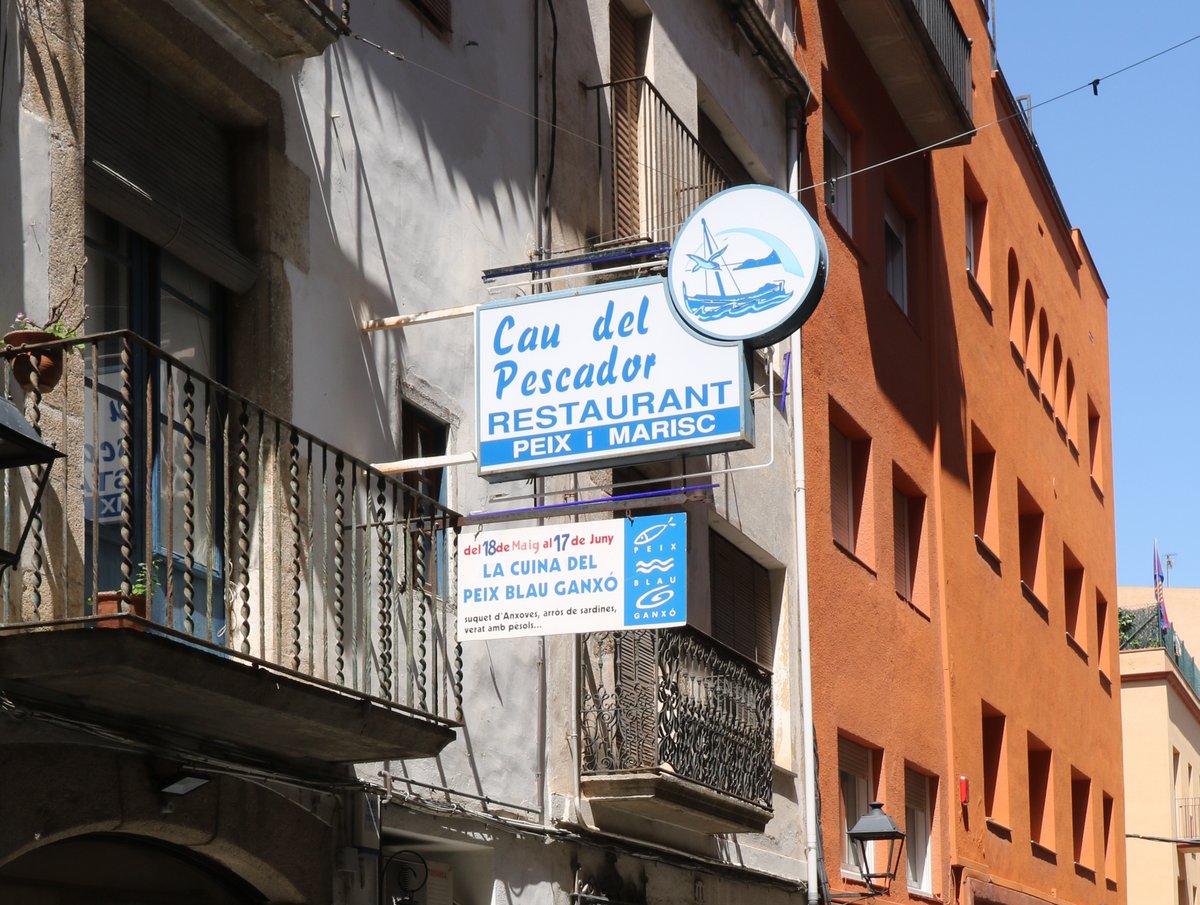 Cau del
Pescador
RESTAURANT
PEIX i MARISC
del 18 de Maig al 17 de Juny
LA CUINA DEL
PEIX BLAU GANXÓ
suquet d'Anxoves, arròs de sardines,
verat amb pesols...
PEIX
BLAU
GANXÓ